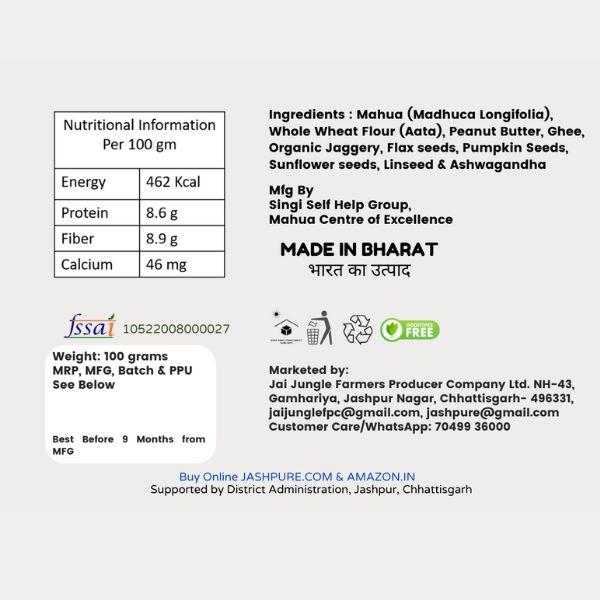 Nutritional Information
Per 100 gm
Energy 462 Kcal
Protein 8.6 g
Fiber 8.9 g
Calcium 46 mg
Ingredients : Mahua (Madhuca Longifolia),
Whole Wheat Flour (Aata), Peanut Butter, Ghee,
Organic Jaggery, Flax seeds, Pumpkin Seeds,
Sunflower seeds, Linseed & Ashwagandha
Mfg By
Singi Self Help Group,
Mahua Centre of Excellence
MADE IN BHARAT
भारत का उत्पाद
fssai 10522008000027
ADDITIVES
FREE
Weight: 100 grams
MRP, MFG, Batch & PPU
See Below
Best Before 9 Months from
MFG
Marketed by:
Jai Jungle Farmers Producer Company Ltd. NH-43,
Gamhariya, Jashpur Nagar, Chhattisgarh- 496331,
jaijunglefpc@gmail.com, jashpure@gmail.com
Customer Care/WhatsApp: 70499 36000
Buy Online JASHPURE.COM & AMAZON.IN
Supported by District Administration, Jashpur, Chhattisgarh